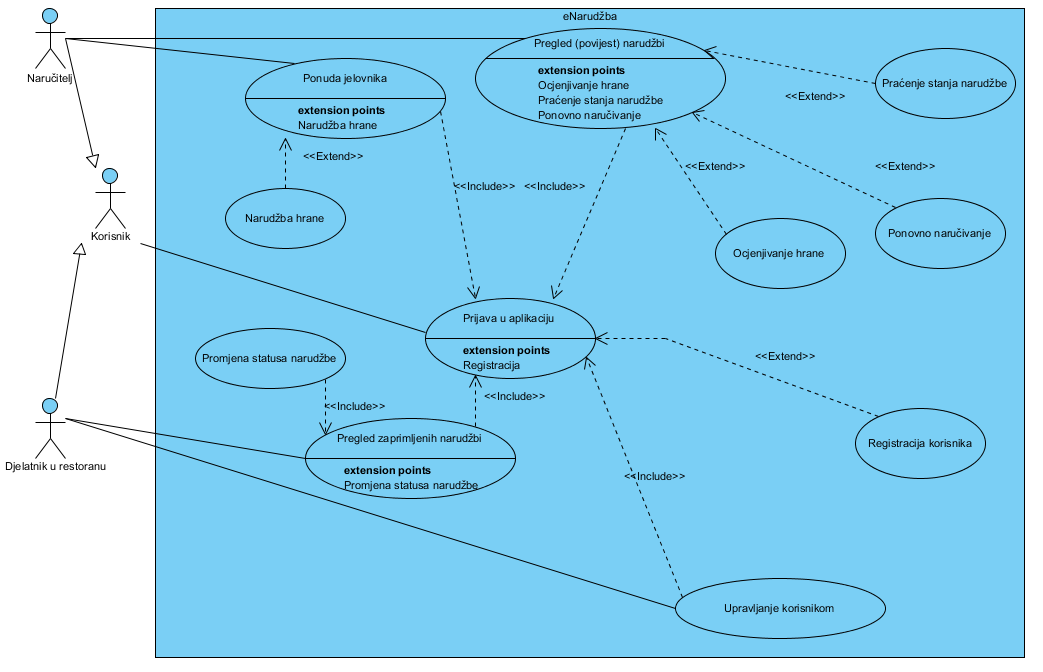 eNarudžba
Naručitelj
Pregled (povijest) narudžbi
extension points
Ocjenjivanje hrane
Praćenje stanja narudžbe
Ponovno naručivanje
Ponuda jelovnika
extension points
Narudžba hrane
Praćenje stanja narudžbe
<<Extend>>
<<Extend>>
<<Extend>>
<<Extend>>
<<Include>>
<<Include>>
Narudžba hrane
Korisnik
Ponovno naručivanje
Ocjenjivanje hrane
Prijava u aplikaciju
extension points
Registracija
Promjena statusa narudžbe
<<Extend>>
<<Include>>
<<Include>>
Pregled zaprimljenih narudžbi
extension points
Promjena statusa narudžbe
Registracija korisnika
Djelatnik u restoranu
<<Include>>
Upravljanje korisnikom